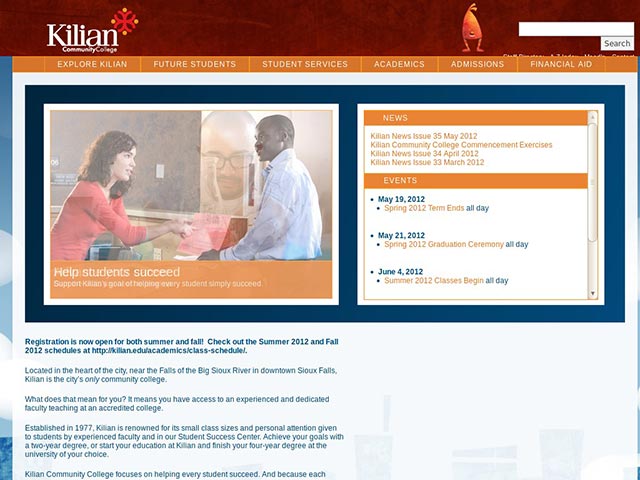 Kilian
CommunityCollege
Search
Staff Directory A-Z Index Moodle Contact
EXPLORE KILIAN
FUTURE STUDENTS
STUDENT SERVICES
ACADEMICS
ADMISSIONS
FINANCIAL AID
Help students succeed
Support Kilian's goal of helping every student simply succeed.
NEWS
Kilian News Issue 35 May 2012
Kilian Community College Commencement Exercises
Kilian News Issue 34 April 2012
Kilian News Issue 33 March 2012
EVENTS
May 19, 2012
Spring 2012 Term Ends all day
May 21, 2012
Spring 2012 Graduation Ceremony all day
June 4, 2012
Summer 2012 Classes Begin all day
Registration is now open for both summer and fall! Check out the Summer 2012 and Fall
2012 schedules at http://kilian.edu/academics/class-schedule/.
Located in the heart of the city, near the Falls of the Big Sioux River in downtown Sioux Falls,
Kilian is the city's only community college.
What does that mean for you? It means you have access to an experienced and dedicated
faculty teaching at an accredited college.
Established in 1977, Kilian is renowned for its small class sizes and personal attention given
to students by experienced faculty and in our Student Success Center. Achieve your goals with
a two-year degree, or start your education at Kilian and finish your four-year degree at the
university of your choice.
Kilian Community College focuses on helping every student succeed. And because each